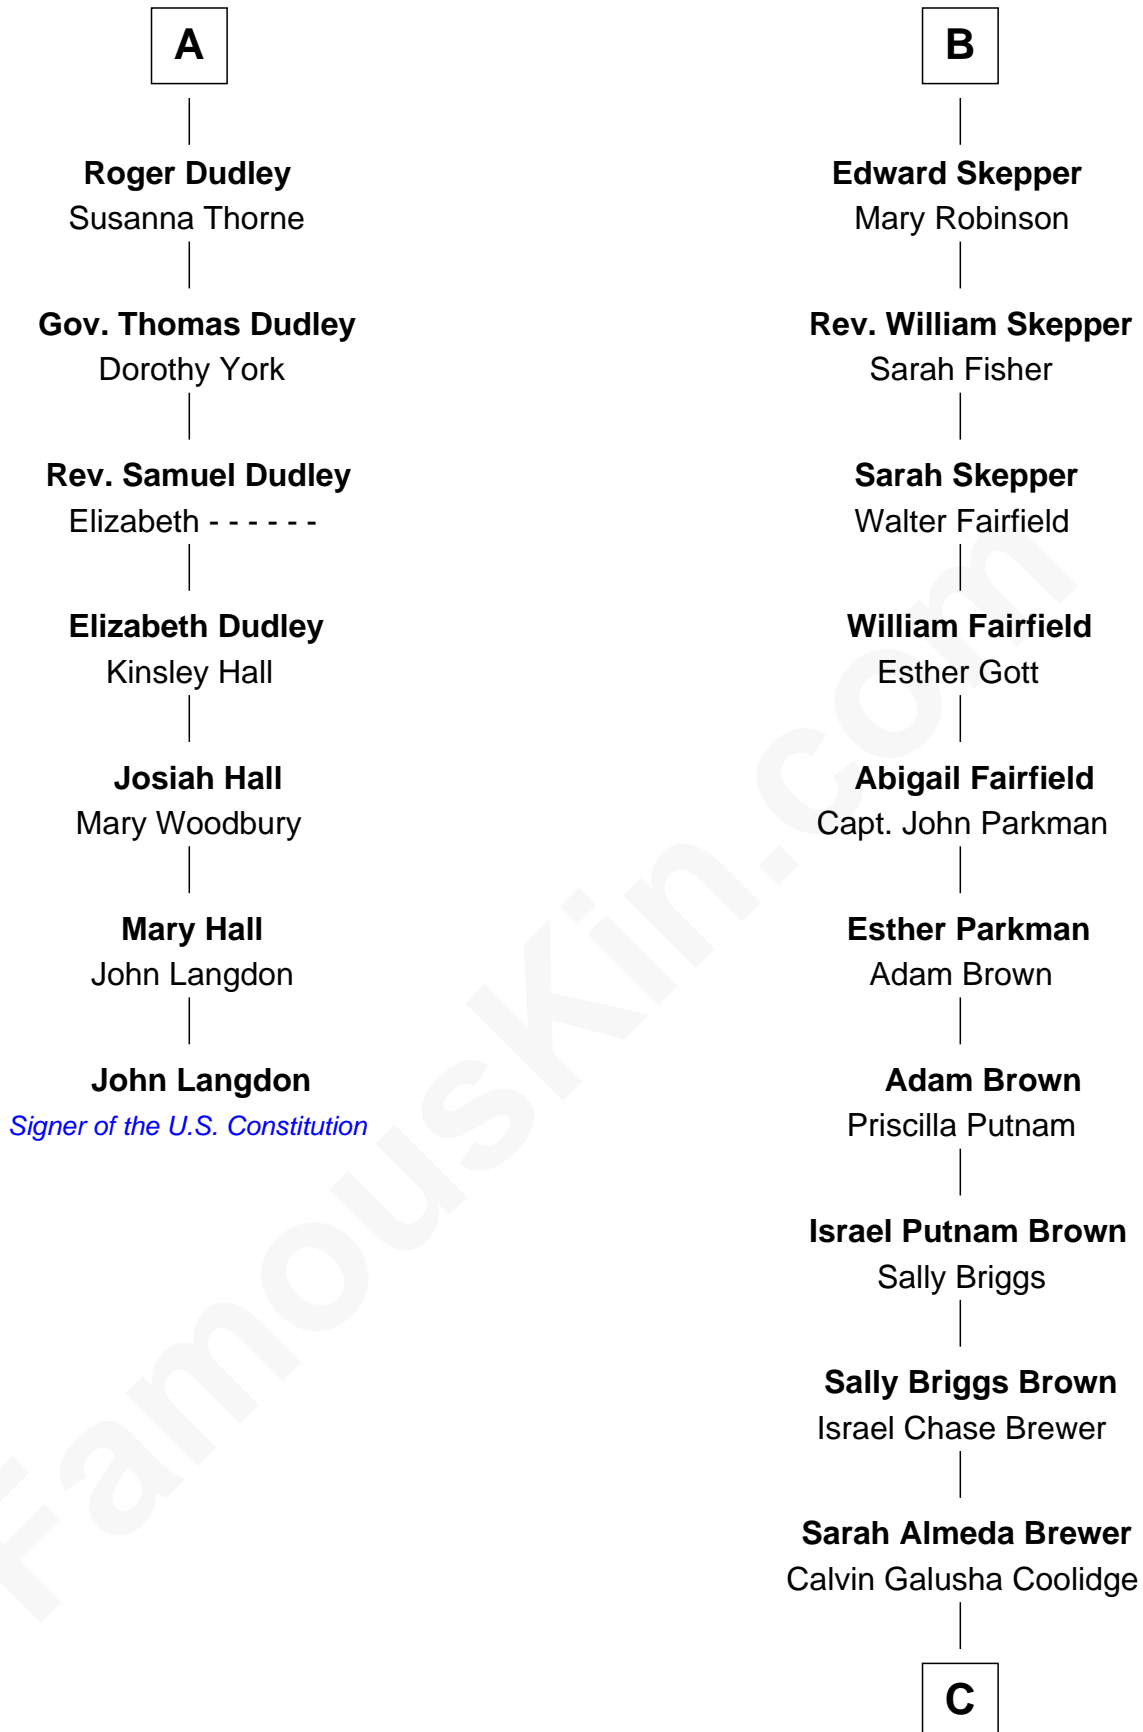 A
Roger Dudley
Susanna Thorne
Gov. Thomas Dudley
Dorothy York
Rev. Samuel Dudley
Elizabeth - - - - - -
Elizabeth Dudley
Kinsley Hall
Josiah Hall
Mary Woodbury
Mary Hall
John Langdon
John Langdon
Signer of the U.S. Constitution
B
Edward Skepper
Mary Robinson
Rev. William Skepper
Sarah Fisher
Sarah Skepper
Walter Fairfield
William Fairfield
Esther Gott
Abigail Fairfield
Capt. John Parkman
Esther Parkman
Adam Brown
Adam Brown
Priscilla Putnam
Israel Putnam Brown
Sally Briggs
Sally Briggs Brown
Israel Chase Brewer
Sarah Almeda Brewer
Calvin Galusha Coolidge
C
FamousKin.com